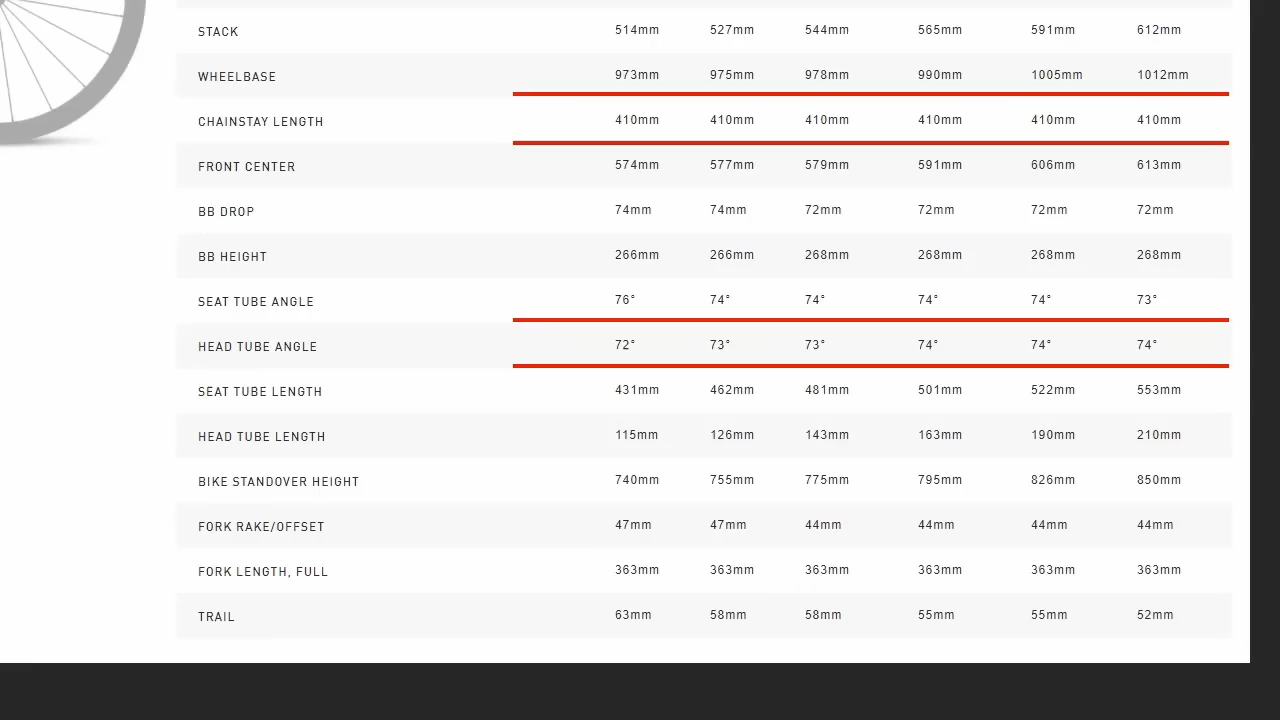 STACK 514mm 527mm 544mm 565mm 591mm 612mm
WHEELBASE 973mm 975mm 978mm 990mm 1005mm 1012mm
CHAINSTAY LENGTH 410mm 410mm 410mm 410mm 410mm 410mm
FRONT CENTER 574mm 577mm 579mm 591mm 606mm 613mm
BB DROP 74mm 74mm 72mm 72mm 72mm 72mm
BB HEIGHT 266mm 266mm 268mm 268mm 268mm 268mm
SEAT TUBE ANGLE 76° 74° 74° 74° 74° 73°
HEAD TUBE ANGLE 72° 73° 73° 74° 74° 74°
SEAT TUBE LENGTH 431mm 462mm 481mm 501mm 522mm 553mm
HEAD TUBE LENGTH 115mm 126mm 143mm 163mm 190mm 210mm
BIKE STANDOVER HEIGHT 740mm 755mm 775mm 795mm 826mm 850mm
FORK RAKE/OFFSET 47mm 47mm 44mm 44mm 44mm 44mm
FORK LENGTH, FULL 363mm 363mm 363mm 363mm 363mm 363mm
TRAIL 63mm 58mm 58mm 55mm 55mm 52mm